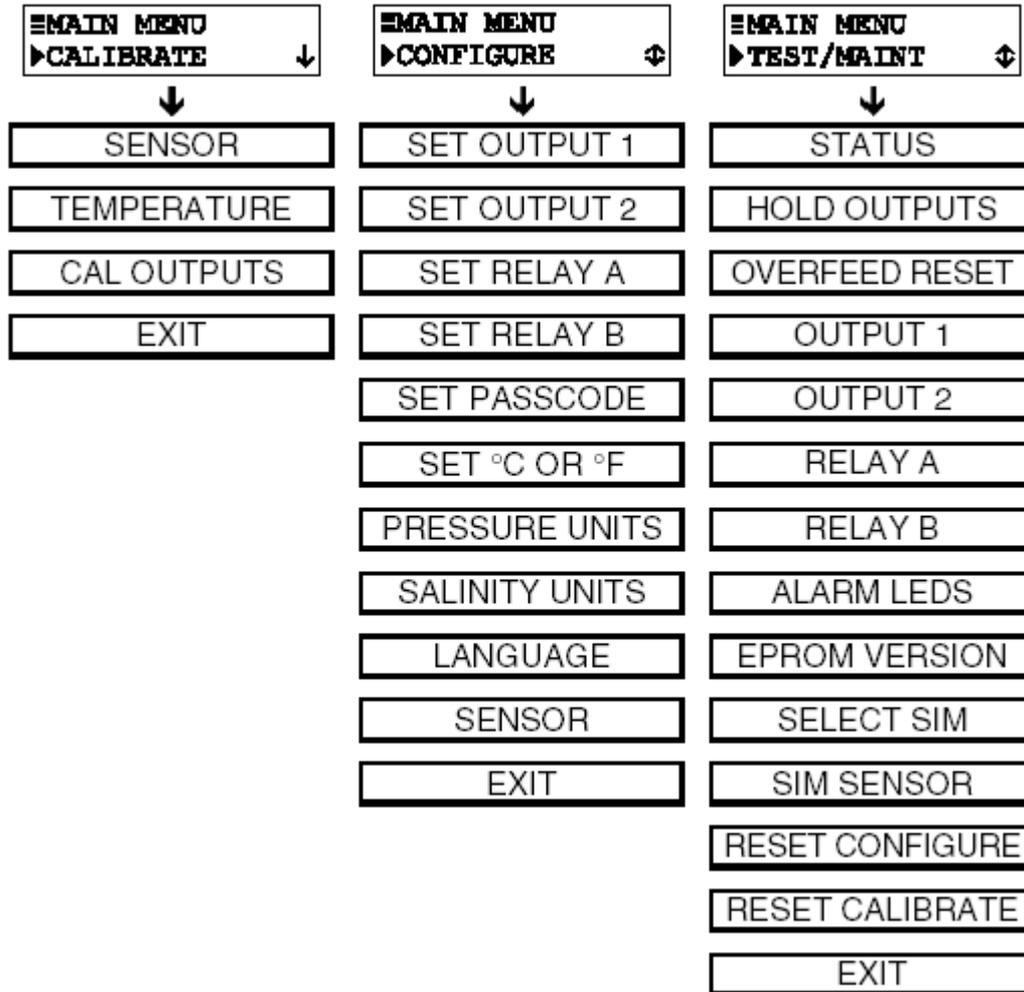 ≡MAIN MENU
▶CALIBRATE ↓
SENSOR
TEMPERATURE
CAL OUTPUTS
EXIT
≡MAIN MENU
▶CONFIGURE ⇕
SET OUTPUT 1
SET OUTPUT 2
SET RELAY A
SET RELAY B
SET PASSCODE
SET °C OR °F
PRESSURE UNITS
SALINITY UNITS
LANGUAGE
SENSOR
EXIT
≡MAIN MENU
▶TEST/MAINT ⇕
STATUS
HOLD OUTPUTS
OVERFEED RESET
OUTPUT 1
OUTPUT 2
RELAY A
RELAY B
ALARM LEDS
EPROM VERSION
SELECT SIM
SIM SENSOR
RESET CONFIGURE
RESET CALIBRATE
EXIT